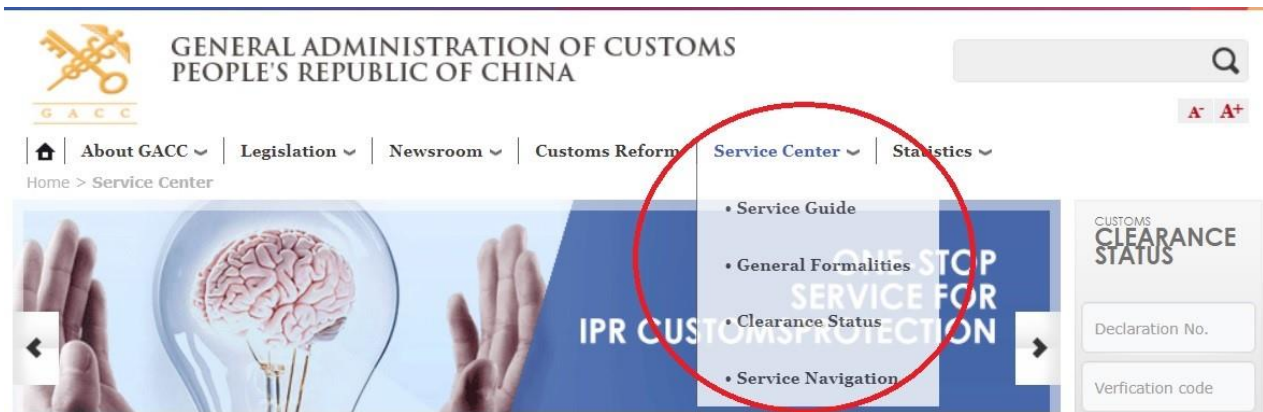 GENERAL ADMINISTRATION OF CUSTOMS
PEOPLE'S REPUBLIC OF CHINA
G A C C
A- A+
About GACC | Legislation | Newsroom | Customs Reform | Service Center | Statistics
Home > Service Center
• Service Guide
• General Formalities
• Clearance Status
• Service Navigation
ONE-STOP
SERVICE FOR
IPR CUSTOMSPROTECTION
CUSTOMS
CLEARANCE
STATUS
Declaration No.
Verfication code